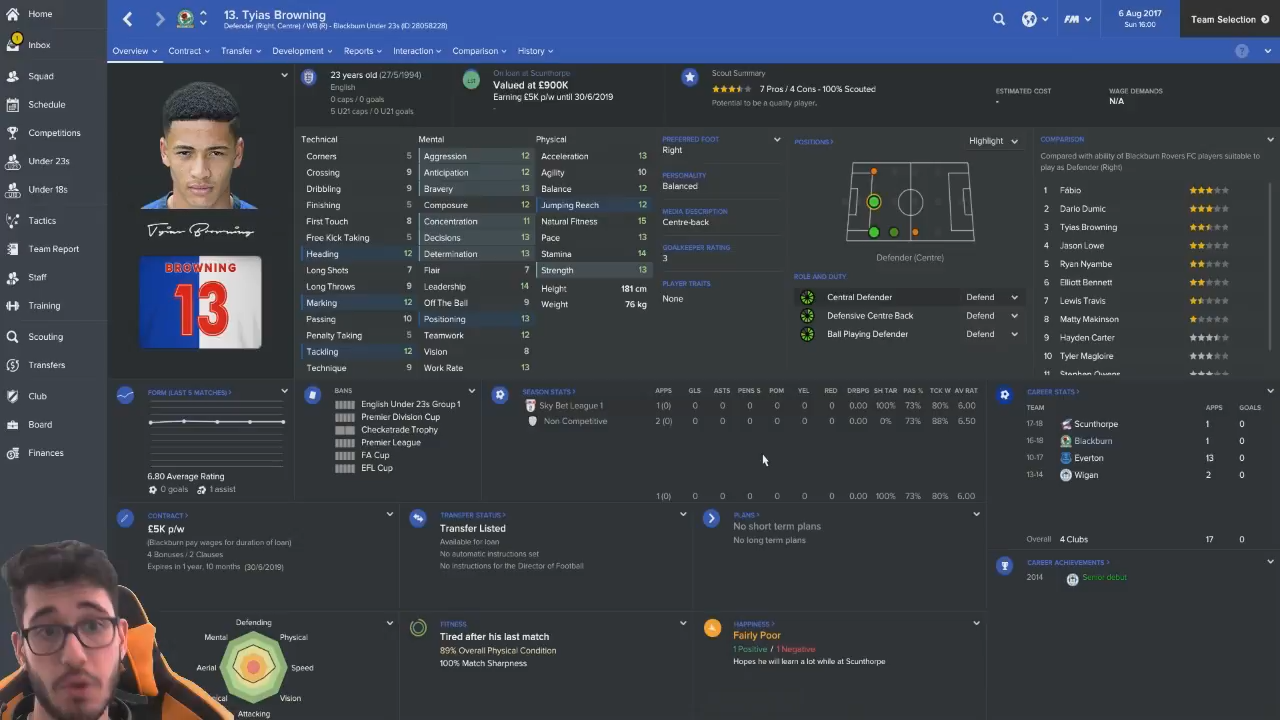 Home
Inbox
Squad
Schedule
Competitions
Under 23s
Under 18s
Tactics
Team Report
Staff
Training
Scouting
Transfers
Club
Board
Finances
13. Tyias Browning
Defender (Right, Centre) / WB (R) - Blackburn Under 23s (ID:28058228)
FM
6 Aug 2017
Sun 16:00
Team Selection
Overview
Contract
Transfer
Development
Reports
Interaction
Comparison
History
23 years old (27/5/1994)
English
0 caps / 0 goals
5 U21 caps / 0 U21 goals
LST
On loan at Scunthorpe
Valued at £900K
Earning £5K p/w until 30/6/2019
-
Scout Summary
7 Pros / 4 Cons - 100% Scouted
Potential to be a quality player.
ESTIMATED COST
-
WAGE DEMANDS
N/A
Tyias Browning
BROWNING
13
Technical
Corners 5
Crossing 9
Dribbling 9
Finishing 5
First Touch 8
Free Kick Taking 5
Heading 12
Long Shots 7
Long Throws 9
Marking 12
Passing 10
Penalty Taking 5
Tackling 12
Technique 9
Mental
Aggression 12
Anticipation 12
Bravery 13
Composure 12
Concentration 11
Decisions 13
Determination 13
Flair 7
Leadership 14
Off The Ball 9
Positioning 13
Teamwork 12
Vision 8
Work Rate 13
Physical
Acceleration 13
Agility 10
Balance 12
Jumping Reach 12
Natural Fitness 15
Pace 13
Stamina 14
Strength 13
Height 181 cm
Weight 76 kg
PREFERRED FOOT
Right
PERSONALITY
Balanced
MEDIA DESCRIPTION
Centre-back
GOALKEEPER RATING
3
PLAYER TRAITS
None
POSITIONS
Highlight
Defender (Centre)
ROLE AND DUTY
Central Defender Defend
Defensive Centre Back Defend
Ball Playing Defender Defend
COMPARISON
Compared with ability of Blackburn Rovers FC players suitable
to play as Defender (Right)
1 Fábio
2 Dario Dumic
3 Tyias Browning
4 Jason Lowe
5 Ryan Nyambe
6 Elliott Bennett
7 Lewis Travis
8 Matty Makinson
9 Hayden Carter
10 Tyler Magloire
11 Stephen Owens
FORM (LAST 5 MATCHES)
6.80 Average Rating
0 goals 1 assist
BANS
English Under 23s Group 1
Premier Division Cup
Checkatrade Trophy
Premier League
FA Cup
EFL Cup
SEASON STATS APPS GLS ASTS PENS S POM YEL RED DRBPG SH TAR PAS % TCK W AV RAT
Sky Bet League 1 1 (0) 0 0 0 0 0 0 0.00 100% 73% 80% 6.00
Non Competitive 2 (0) 0 0 0 0 0 0 0.00 0% 73% 88% 6.50
1 (0) 0 0 0 0 0 0 0.00 100% 73% 80% 6.00
CAREER STATS
TEAM APPS GOALS
17-18 Scunthorpe 1 0
16-18 Blackburn 1 0
10-17 Everton 13 0
13-14 Wigan 2 0
Overall 4 Clubs 17 0
CONTRACT
£5K p/w
(Blackburn pay wages for duration of loan)
4 Bonuses / 2 Clauses
Expires in 1 year, 10 months (30/6/2019)
TRANSFER STATUS
Transfer Listed
Available for loan
No automatic instructions set
No instructions for the Director of Football
PLANS
No short term plans
No long term plans
CAREER ACHIEVEMENTS
2014 Senior debut
Defending
Mental
Physical
Aerial
Speed
Vision
Attacking
FITNESS
Tired after his last match
89% Overall Physical Condition
100% Match Sharpness
HAPPINESS
Fairly Poor
1 Positive / 1 Negative
Hopes he will learn a lot while at Scunthorpe